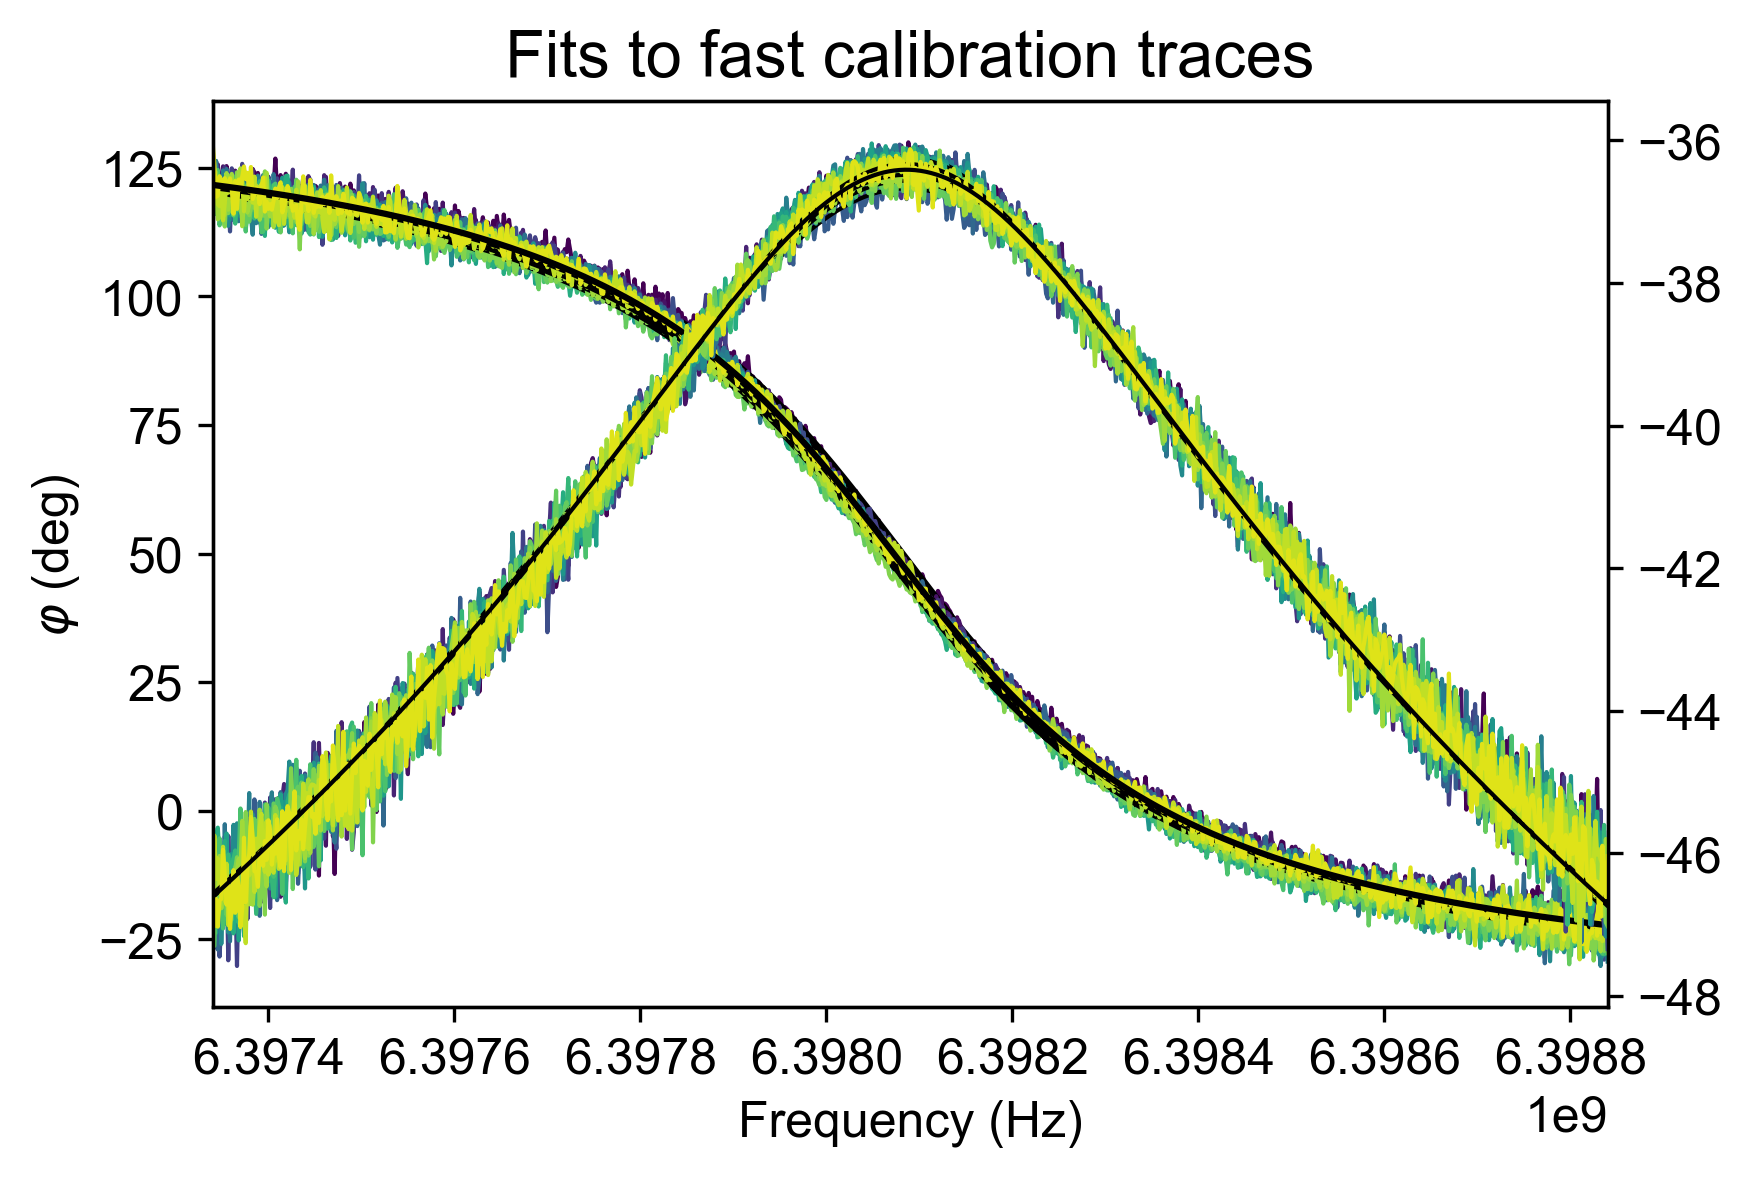 Fits to fast calibration traces
125
100
75
50
25
0
−25
φ (deg)
−36
−38
−40
−42
−44
−46
−48
6.3974 6.3976 6.3978 6.3980 6.3982 6.3984 6.3986 6.3988
1e9
Frequency (Hz)